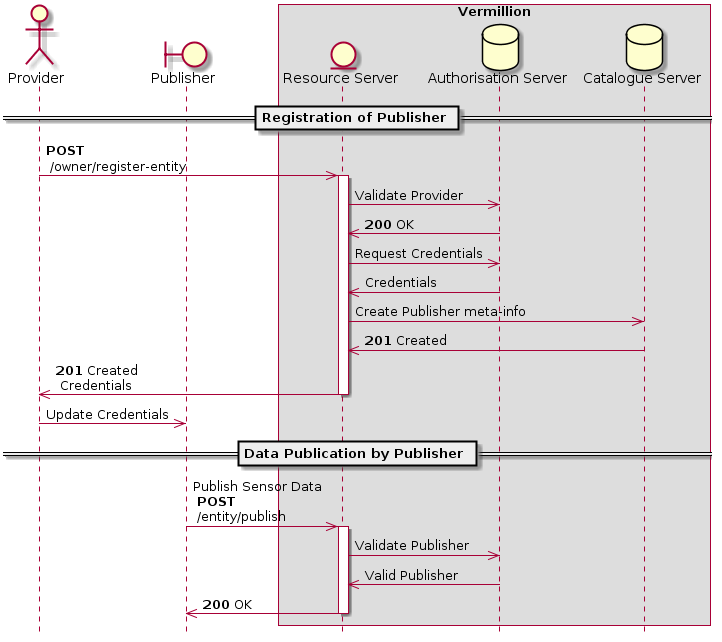 Vermillion
Provider
Publisher
Resource Server
Authorisation Server
Catalogue Server
Registration of Publisher
POST
/owner/register-entity
Validate Provider
200 OK
Request Credentials
Credentials
Create Publisher meta-info
201 Created
201 Created
Credentials
Update Credentials
Data Publication by Publisher
Publish Sensor Data
POST
/entity/publish
Validate Publisher
Valid Publisher
200 OK